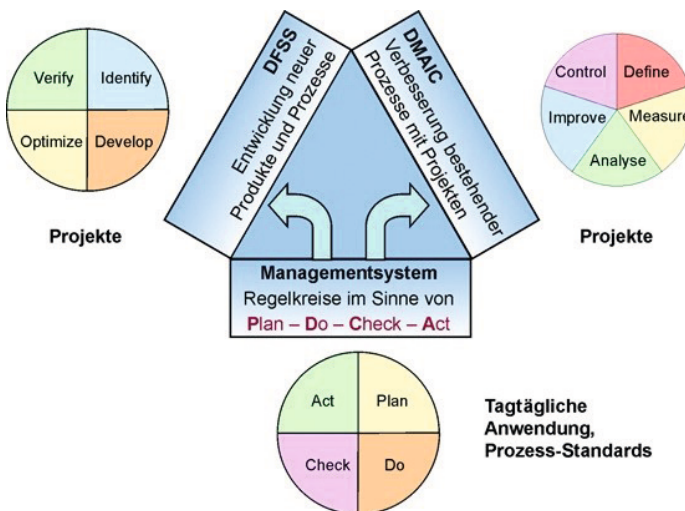 Verify
Identify
Optimize
Develop
Projekte
DFSS
Entwicklung neuer
Produkte und Prozesse
DMAIC
Verbesserung bestehender
Prozesse mit Projekten
Control
Define
Improve
Measure
Analyse
Projekte
Managementsystem
Regelkreise im Sinne von
Plan – Do – Check – Act
Act
Plan
Check
Do
Tagtägliche
Anwendung,
Prozess-Standards